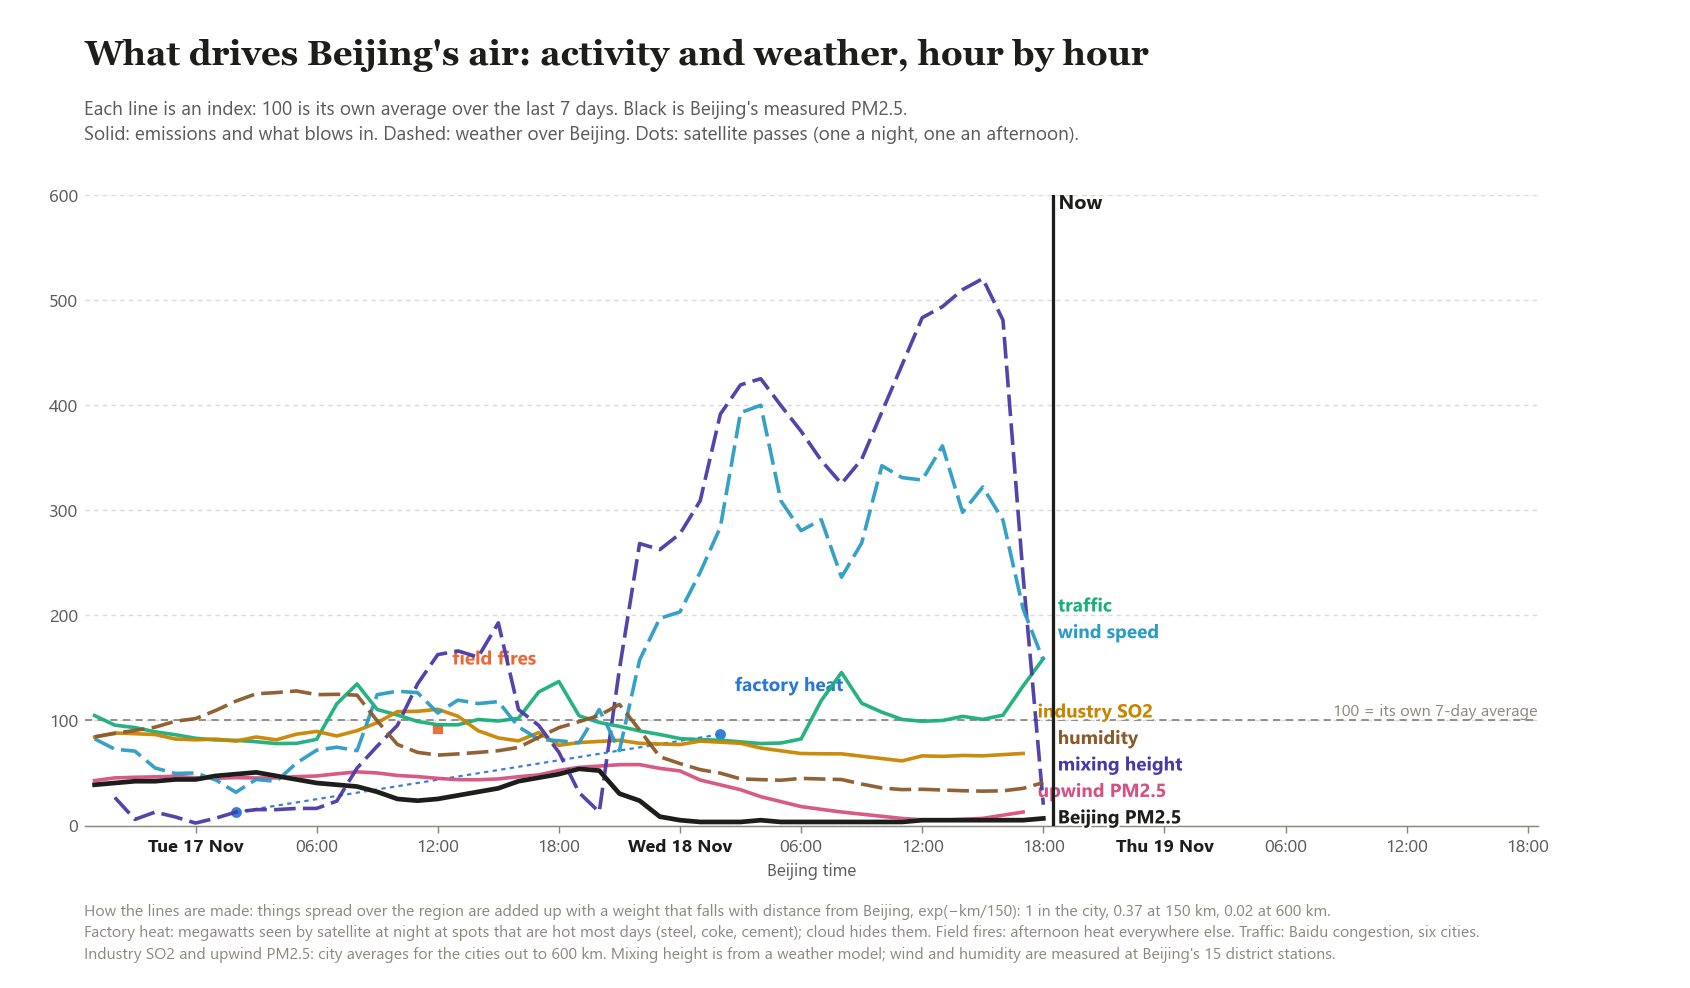 What drives Beijing's air: activity and weather, hour by hour
Each line is an index: 100 is its own average over the last 7 days. Black is Beijing's measured PM2.5.
Solid: emissions and what blows in. Dashed: weather over Beijing. Dots: satellite passes (one a night, one an afternoon).
600
Now
500
400
300
200
traffic
wind speed
field fires
factory heat
100
industry SO2
100 = its own 7-day average
humidity
mixing height
upwind PM2.5
Beijing PM2.5
0
Tue 17 Nov 06:00 12:00 18:00 Wed 18 Nov 06:00 12:00 18:00 Thu 19 Nov 06:00 12:00 18:00
Beijing time
How the lines are made: things spread over the region are added up with a weight that falls with distance from Beijing, exp(−km/150): 1 in the city, 0.37 at 150 km, 0.02 at 600 km.
Factory heat: megawatts seen by satellite at night at spots that are hot most days (steel, coke, cement); cloud hides them. Field fires: afternoon heat everywhere else. Traffic: Baidu congestion, six cities.
Industry SO2 and upwind PM2.5: city averages for the cities out to 600 km. Mixing height is from a weather model; wind and humidity are measured at Beijing's 15 district stations.